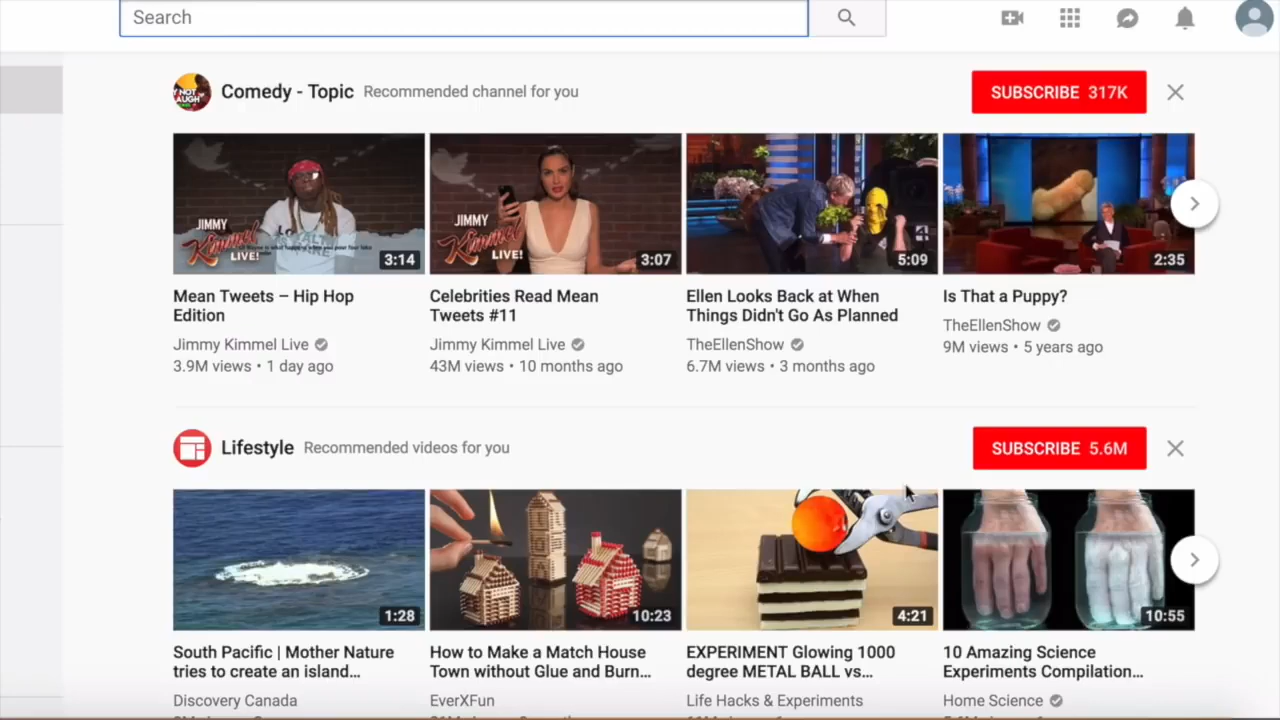 Search
Comedy - Topic Recommended channel for you SUBSCRIBE 317K
JIMMY
Kimmel
LIVE!
3:14
JIMMY
Kimmel
LIVE!
3:07
5:09
2:35
Mean Tweets – Hip Hop
Edition
Jimmy Kimmel Live
3.9M views • 1 day ago
Celebrities Read Mean
Tweets #11
Jimmy Kimmel Live
43M views • 10 months ago
Ellen Looks Back at When
Things Didn't Go As Planned
TheEllenShow
6.7M views • 3 months ago
Is That a Puppy?
TheEllenShow
9M views • 5 years ago
Lifestyle Recommended videos for you SUBSCRIBE 5.6M
1:28
10:23
4:21
10:55
South Pacific | Mother Nature
tries to create an island...
Discovery Canada
How to Make a Match House
Town without Glue and Burn...
EverXFun
EXPERIMENT Glowing 1000
degree METAL BALL vs...
Life Hacks & Experiments
10 Amazing Science
Experiments Compilation...
Home Science